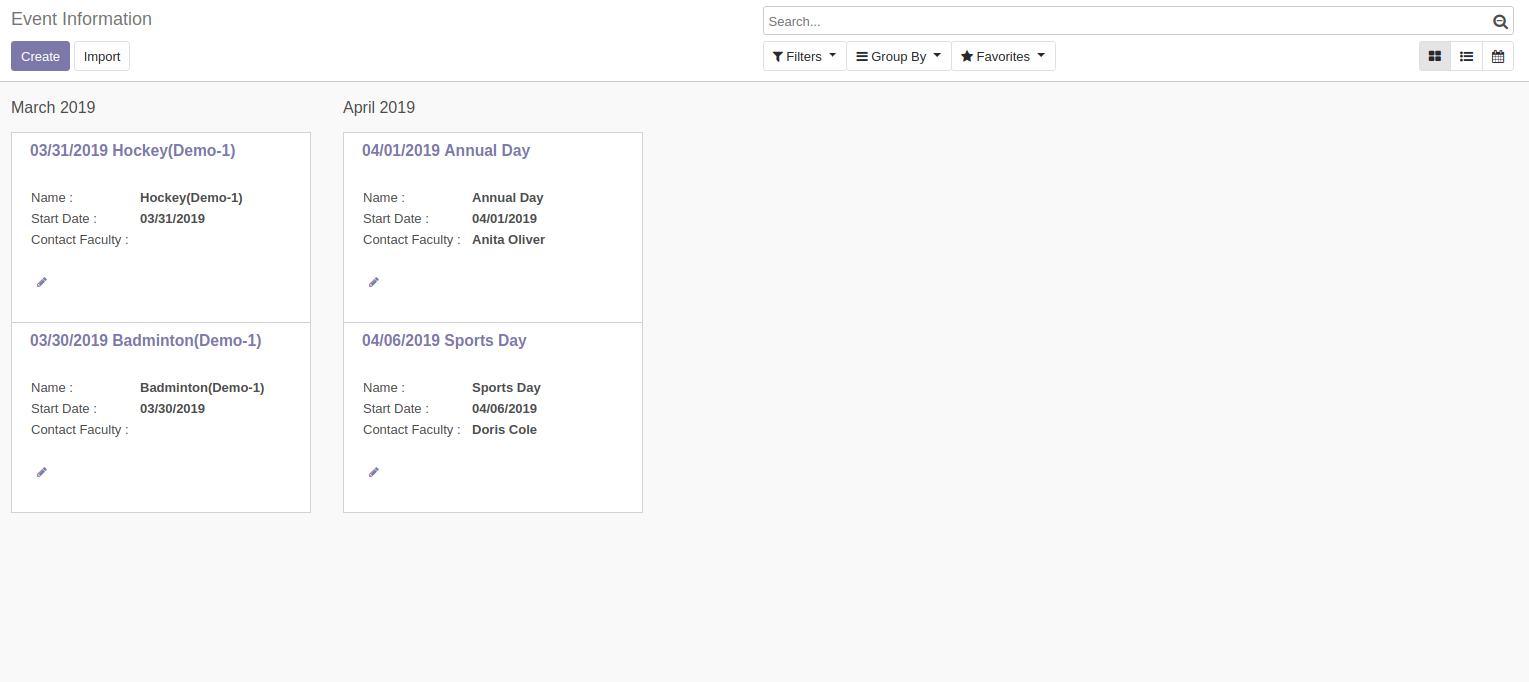 Event Information
Search...
Create Import
Filters Group By Favorites
March 2019
03/31/2019 Hockey(Demo-1)
Name : Hockey(Demo-1)
Start Date : 03/31/2019
Contact Faculty :
03/30/2019 Badminton(Demo-1)
Name : Badminton(Demo-1)
Start Date : 03/30/2019
Contact Faculty :
April 2019
04/01/2019 Annual Day
Name : Annual Day
Start Date : 04/01/2019
Contact Faculty : Anita Oliver
04/06/2019 Sports Day
Name : Sports Day
Start Date : 04/06/2019
Contact Faculty : Doris Cole